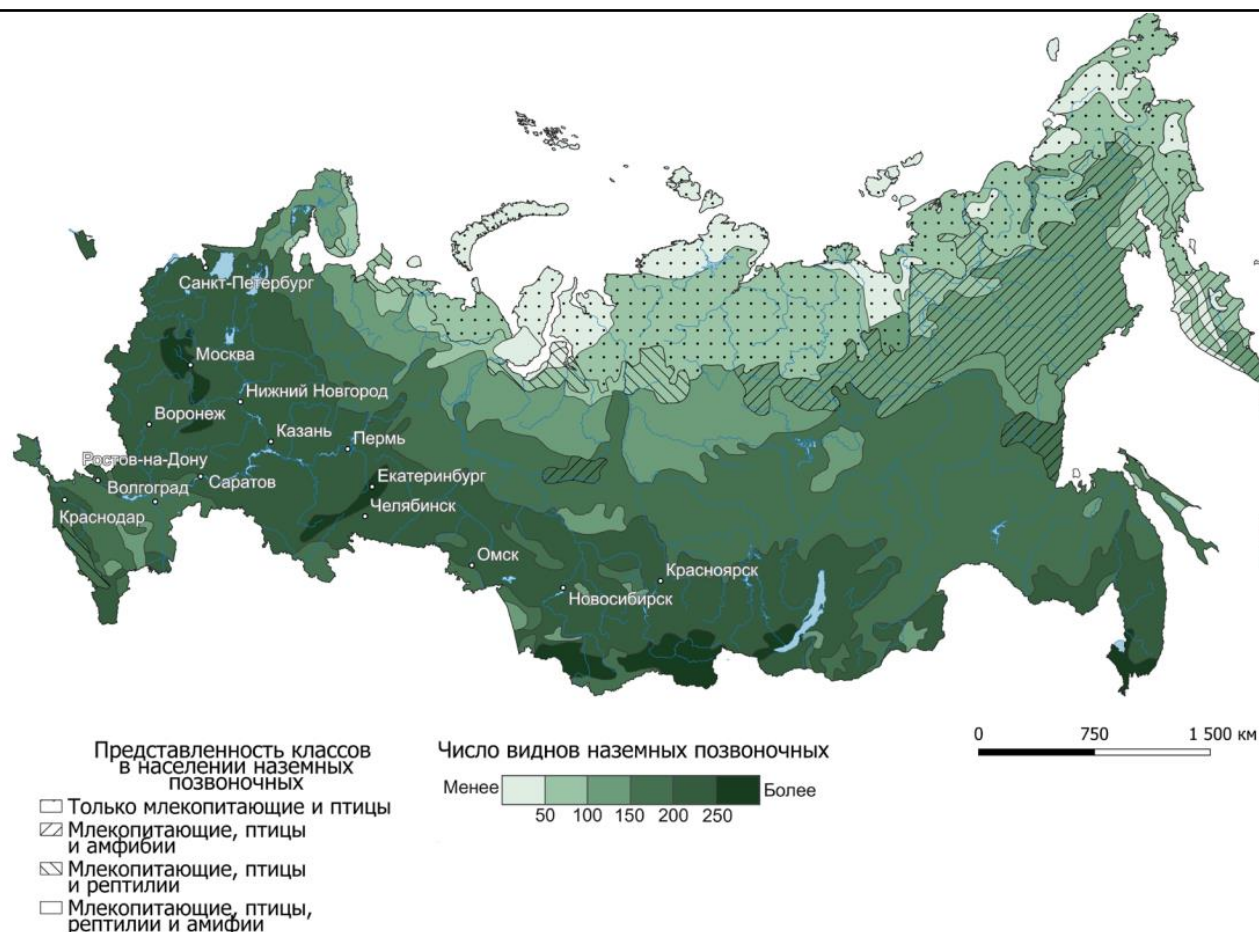 Санкт-Петербург
Москва
Нижний Новгород
Воронеж
Казань
Пермь
Ростов-на-Дону
Екатеринбург
Волгоград
Саратов
Челябинск
Краснодар
Омск
Красноярск
Новосибирск
Представленность классов
в населении наземных
позвоночных
Только млекопитающие и птицы
Млекопитающие, птицы
и амфибии
Млекопитающие, птицы
и рептилии
Млекопитающие, птицы,
рептилии и амифии
Число виднов наземных позвоночных
Менее Более
50 100 150 200 250
0 750 1 500 км